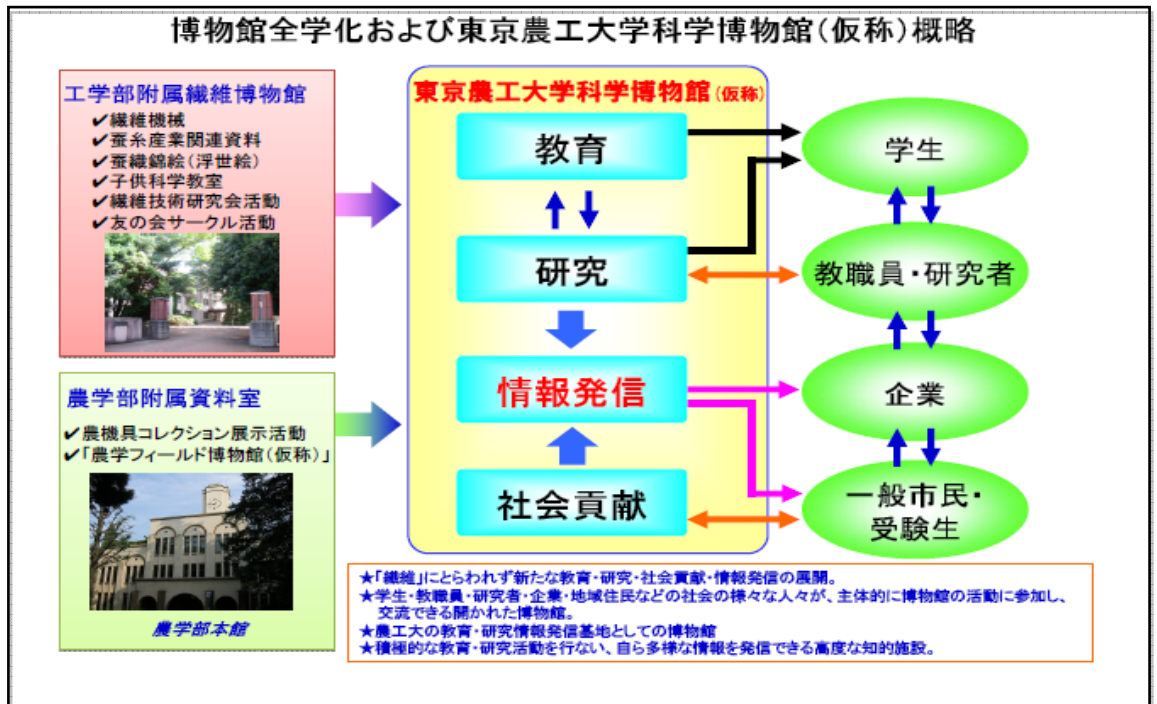 博物館全学化および東京農工大学科学博物館(仮称)概略
工学部附属繊維博物館
✔繊維機械
✔蚕糸産業関連資料
✔蚕織錦絵(浮世絵)
✔子供科学教室
✔繊維技術研究会活動
✔友の会サークル活動
農学部附属資料室
✔農機具コレクション展示活動
✔「農学フィールド博物館(仮称)」
農学部本館
東京農工大学科学博物館(仮称)
教育
研究
情報発信
社会貢献
学生
教職員・研究者
企業
一般市民・
受験生
★「繊維」にとらわれず新たな教育・研究・社会貢献・情報発信の展開。
★学生・教職員・研究者・企業・地域住民などの社会の様々な人々が、主体的に博物館の活動に参加し、
交流できる開かれた博物館。
★農工大の教育・研究情報発信基地としての博物館
★積極的な教育・研究活動を行ない、自ら多様な情報を発信できる高度な知的施設。